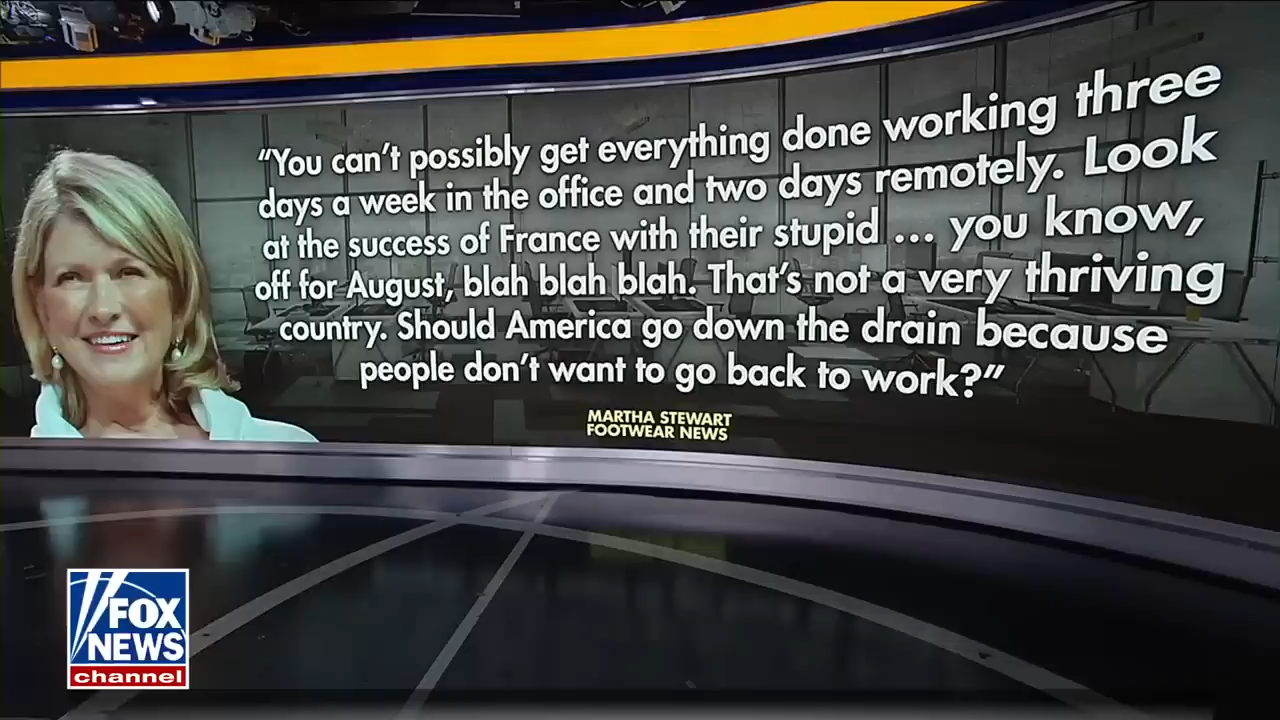 “You can’t possibly get everything done working three
days a week in the office and two days remotely. Look
at the success of France with their stupid ... you know,
off for August, blah blah blah. That’s not a very thriving
country. Should America go down the drain because
people don’t want to go back to work?”
MARTHA STEWART
FOOTWEAR NEWS
FOX
NEWS
channel